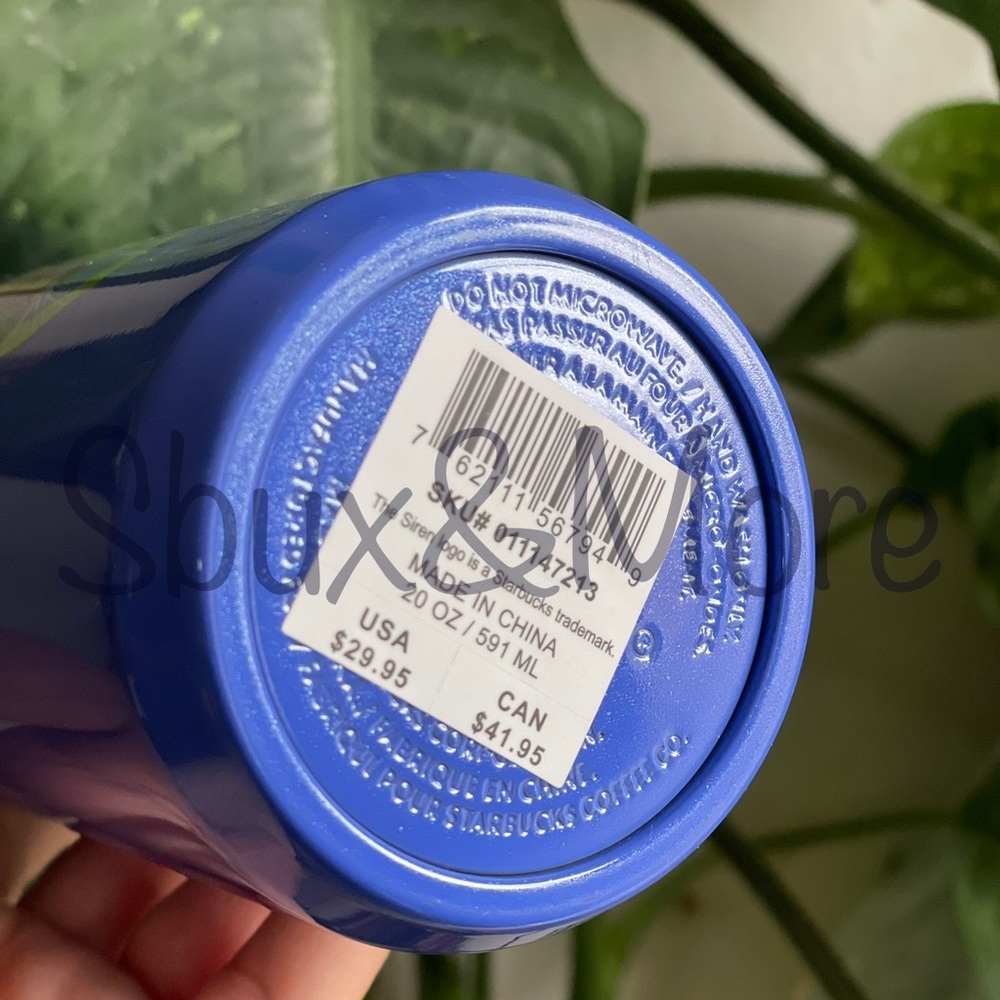 DO NOT MICROWAVE. / HAND WASH ONLY
PASSER AU FOUR
7 62111 56794 9
SKU# 011147213
The Siren logo is a Starbucks trademark.
MADE IN CHINA
20 OZ / 591 ML
USA
$29.95
CAN
$41.95
FABRIQUÉ EN CHINE.
POUR STARBUCKS COFFEE CO.
Sbux&More